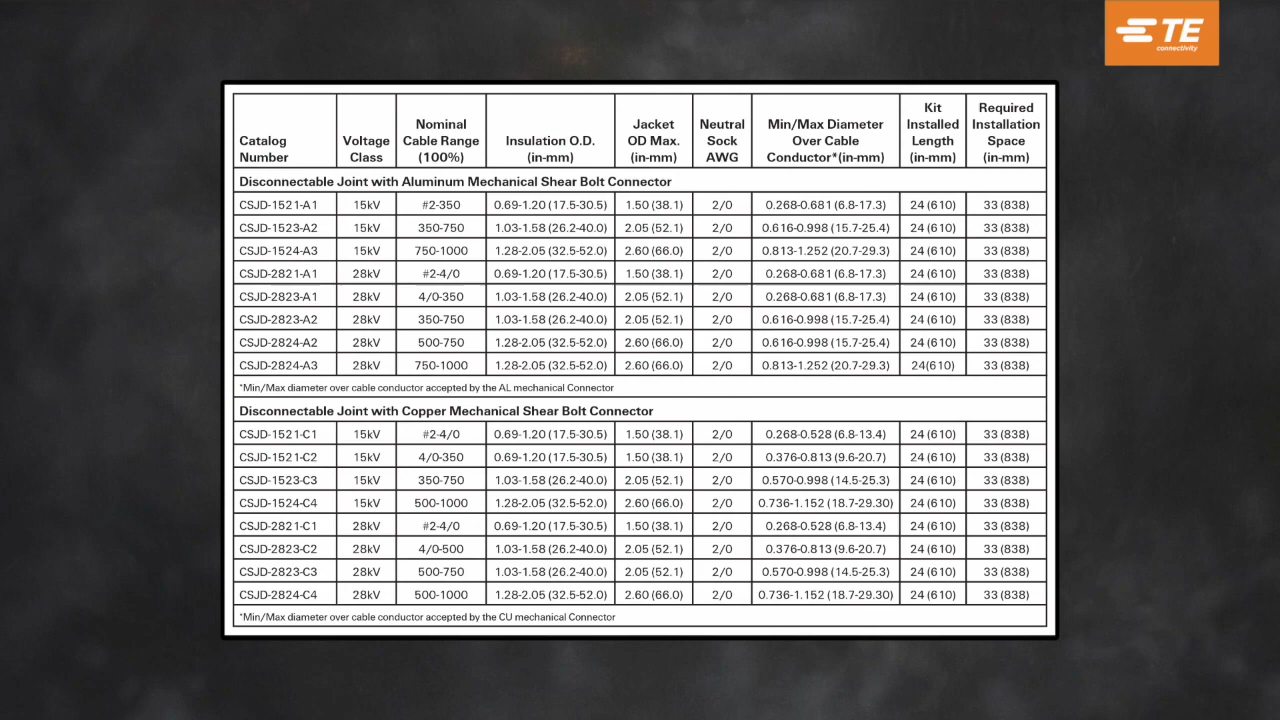 TE
connectivity
Catalog Number | Voltage Class | Nominal Cable Range (100%) | Insulation O.D. (in-mm) | Jacket OD Max. (in-mm) | Neutral Sock AWG | Min/Max Diameter Over Cable Conductor*(in-mm) | Kit Installed Length (in-mm) | Required Installation Space (in-mm)
Disconnectable Joint with Aluminum Mechanical Shear Bolt Connector
CSJD-1521-A1 | 15kV | #2-350 | 0.69-1.20 (17.5-30.5) | 1.50 (38.1) | 2/0 | 0.268-0.681 (6.8-17.3) | 24 (610) | 33 (838)
CSJD-1523-A2 | 15kV | 350-750 | 1.03-1.58 (26.2-40.0) | 2.05 (52.1) | 2/0 | 0.616-0.998 (15.7-25.4) | 24 (610) | 33 (838)
CSJD-1524-A3 | 15kV | 750-1000 | 1.28-2.05 (32.5-52.0) | 2.60 (66.0) | 2/0 | 0.813-1.252 (20.7-29.3) | 24 (610) | 33 (838)
CSJD-2821-A1 | 28kV | #2-4/0 | 0.69-1.20 (17.5-30.5) | 1.50 (38.1) | 2/0 | 0.268-0.681 (6.8-17.3) | 24 (610) | 33 (838)
CSJD-2823-A1 | 28kV | 4/0-350 | 1.03-1.58 (26.2-40.0) | 2.05 (52.1) | 2/0 | 0.268-0.681 (6.8-17.3) | 24 (610) | 33 (838)
CSJD-2823-A2 | 28kV | 350-750 | 1.03-1.58 (26.2-40.0) | 2.05 (52.1) | 2/0 | 0.616-0.998 (15.7-25.4) | 24 (610) | 33 (838)
CSJD-2824-A2 | 28kV | 500-750 | 1.28-2.05 (32.5-52.0) | 2.60 (66.0) | 2/0 | 0.616-0.998 (15.7-25.4) | 24 (610) | 33 (838)
CSJD-2824-A3 | 28kV | 750-1000 | 1.28-2.05 (32.5-52.0) | 2.60 (66.0) | 2/0 | 0.813-1.252 (20.7-29.3) | 24(610) | 33 (838)
*Min/Max diameter over cable conductor accepted by the AL mechanical Connector
Disconnectable Joint with Copper Mechanical Shear Bolt Connector
CSJD-1521-C1 | 15kV | #2-4/0 | 0.69-1.20 (17.5-30.5) | 1.50 (38.1) | 2/0 | 0.268-0.528 (6.8-13.4) | 24 (610) | 33 (838)
CSJD-1521-C2 | 15kV | 4/0-350 | 0.69-1.20 (17.5-30.5) | 1.50 (38.1) | 2/0 | 0.376-0.813 (9.6-20.7) | 24 (610) | 33 (838)
CSJD-1523-C3 | 15kV | 350-750 | 1.03-1.58 (26.2-40.0) | 2.05 (52.1) | 2/0 | 0.570-0.998 (14.5-25.3) | 24 (610) | 33 (838)
CSJD-1524-C4 | 15kV | 500-1000 | 1.28-2.05 (32.5-52.0) | 2.60 (66.0) | 2/0 | 0.736-1.152 (18.7-29.30) | 24 (610) | 33 (838)
CSJD-2821-C1 | 28kV | #2-4/0 | 0.69-1.20 (17.5-30.5) | 1.50 (38.1) | 2/0 | 0.268-0.528 (6.8-13.4) | 24 (610) | 33 (838)
CSJD-2823-C2 | 28kV | 4/0-500 | 1.03-1.58 (26.2-40.0) | 2.05 (52.1) | 2/0 | 0.376-0.813 (9.6-20.7) | 24 (610) | 33 (838)
CSJD-2823-C3 | 28kV | 500-750 | 1.03-1.58 (26.2-40.0) | 2.05 (52.1) | 2/0 | 0.570-0.998 (14.5-25.3) | 24 (610) | 33 (838)
CSJD-2824-C4 | 28kV | 500-1000 | 1.28-2.05 (32.5-52.0) | 2.60 (66.0) | 2/0 | 0.736-1.152 (18.7-29.30) | 24 (610) | 33 (838)
*Min/Max diameter over cable conductor accepted by the CU mechanical Connector